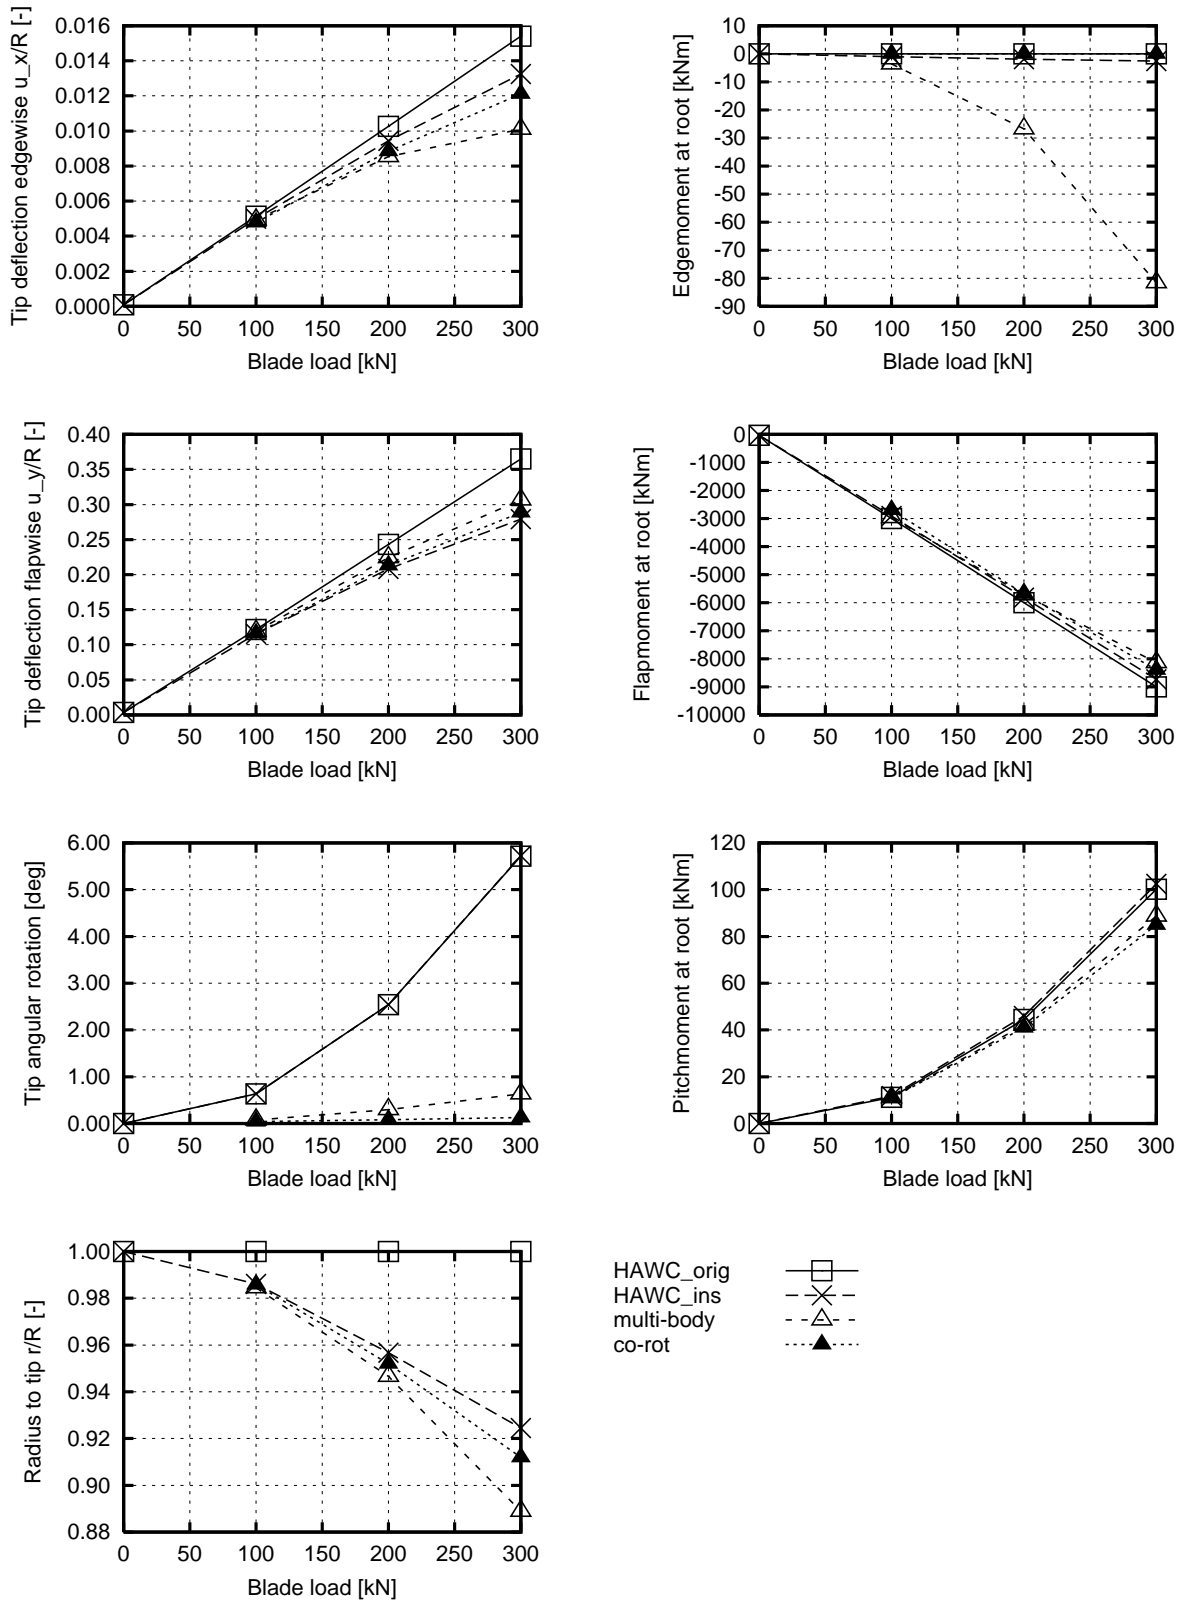 Tip deflection edgewise u_x/R [-]
0.016
0.014
0.012
0.010
0.008
0.006
0.004
0.002
0.000
0 50 100 150 200 250 300
Blade load [kN]
Edgemoment at root [kNm]
10
0
-10
-20
-30
-40
-50
-60
-70
-80
-90
0 50 100 150 200 250 300
Blade load [kN]
Tip deflection flapwise u_y/R [-]
0.40
0.35
0.30
0.25
0.20
0.15
0.10
0.05
0.00
0 50 100 150 200 250 300
Blade load [kN]
Flapmoment at root [kNm]
0
-1000
-2000
-3000
-4000
-5000
-6000
-7000
-8000
-9000
-10000
0 50 100 150 200 250 300
Blade load [kN]
Tip angular rotation [deg]
6.00
5.00
4.00
3.00
2.00
1.00
0.00
0 50 100 150 200 250 300
Blade load [kN]
Pitchmoment at root [kNm]
120
100
80
60
40
20
0
0 50 100 150 200 250 300
Blade load [kN]
Radius to tip r/R [-]
1.00
0.98
0.96
0.94
0.92
0.90
0.88
0 50 100 150 200 250 300
Blade load [kN]
HAWC_orig
HAWC_ins
multi-body
co-rot